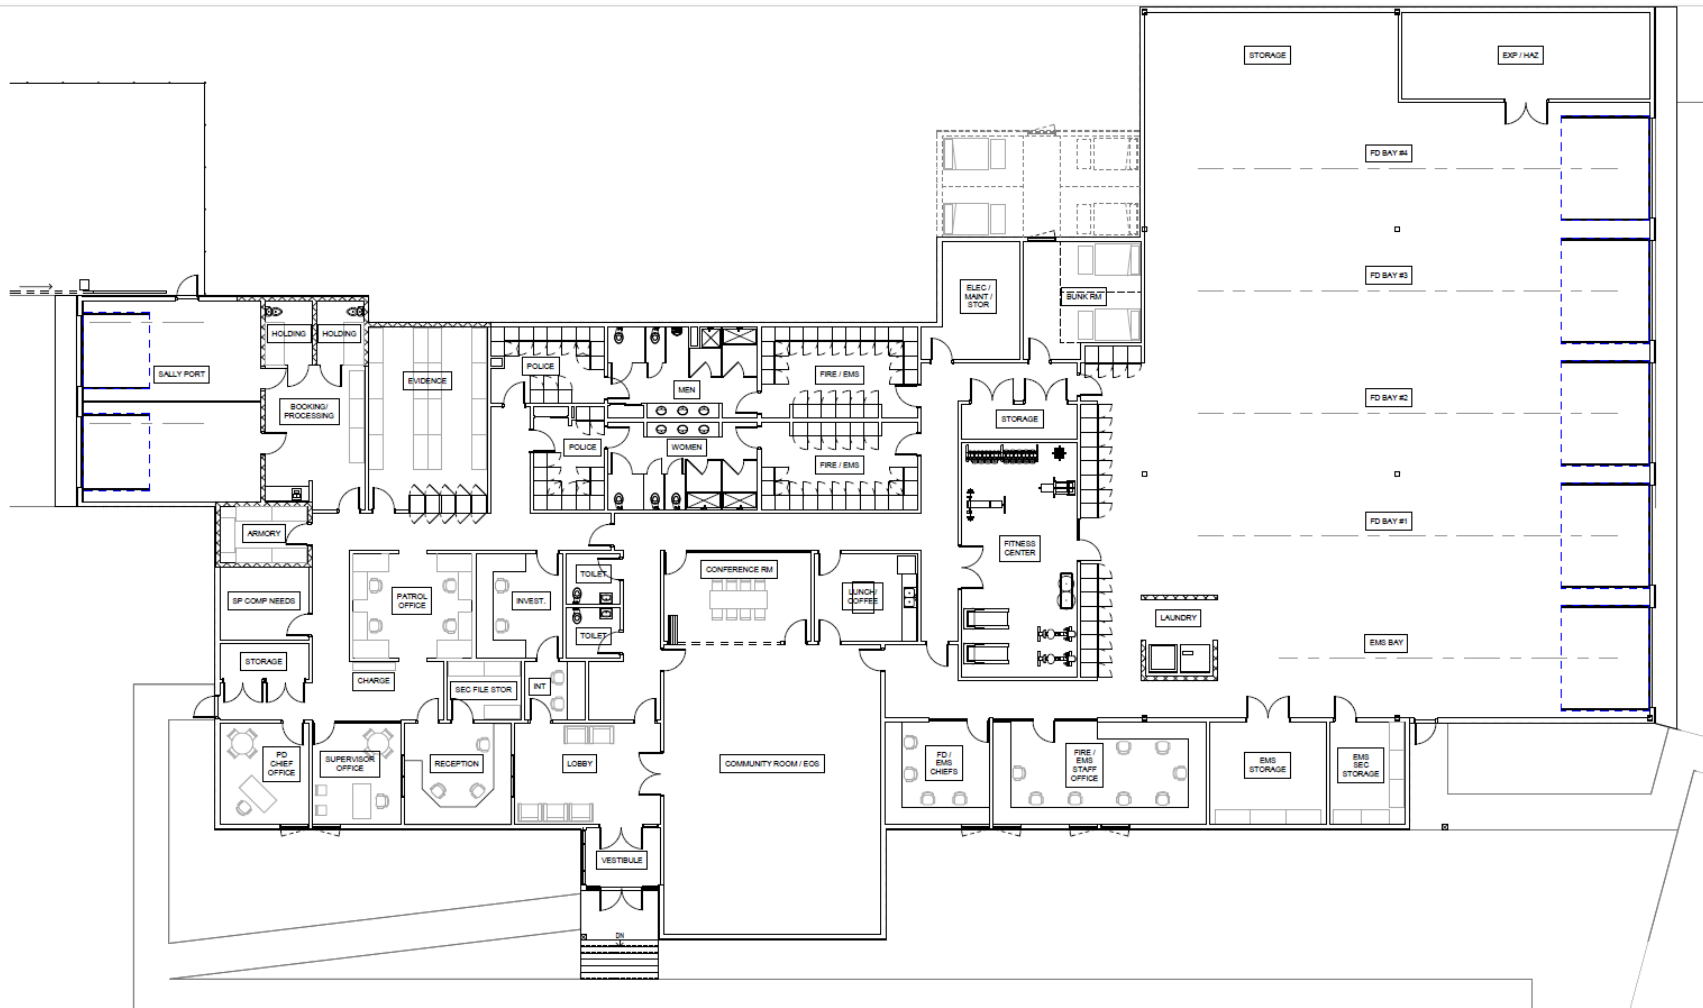 STORAGE
EXP / HAZ
FD BAY #4
FD BAY #3
ELEC /
MAINT /
STOR
BUNK RM
HOLDING
HOLDING
SALLY PORT
EVIDENCE
POLICE
MEN
FIRE / EMS
FD BAY #2
BOOKING/
PROCESSING
STORAGE
POLICE
WOMEN
FIRE / EMS
ARMORY
FITNESS
CENTER
FD BAY #1
SP COMP NEEDS
PATROL
OFFICE
INVEST.
TOILET
CONFERENCE RM
LUNCH/
COFFEE
TOILET
LAUNDRY
EMS BAY
STORAGE
CHARGE
SEC FILE STOR
INT
PD
CHIEF
OFFICE
SUPERVISOR
OFFICE
RECEPTION
LOBBY
COMMUNITY ROOM / EOS
FD /
EMS
CHIEFS
FIRE /
EMS
STAFF
OFFICE
EMS
STORAGE
EMS
SEC
STORAGE
VESTIBULE
DN